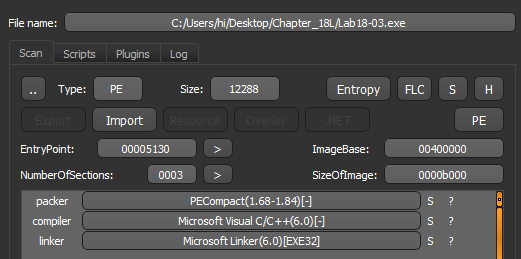 File name: C:/Users/hi/Desktop/Chapter_18L/Lab18-03.exe
Scan Scripts Plugins Log
.. Type: PE Size: 12288 Entropy FLC S H
Export Import Resource Overlay .NET PE
EntryPoint: 00005130 > ImageBase: 00400000
NumberOfSections: 0003 > SizeOfImage: 0000b000
packer PECompact(1.68-1.84)[-] S ?
compiler Microsoft Visual C/C++(6.0)[-] S ?
linker Microsoft Linker(6.0)[EXE32] S ?